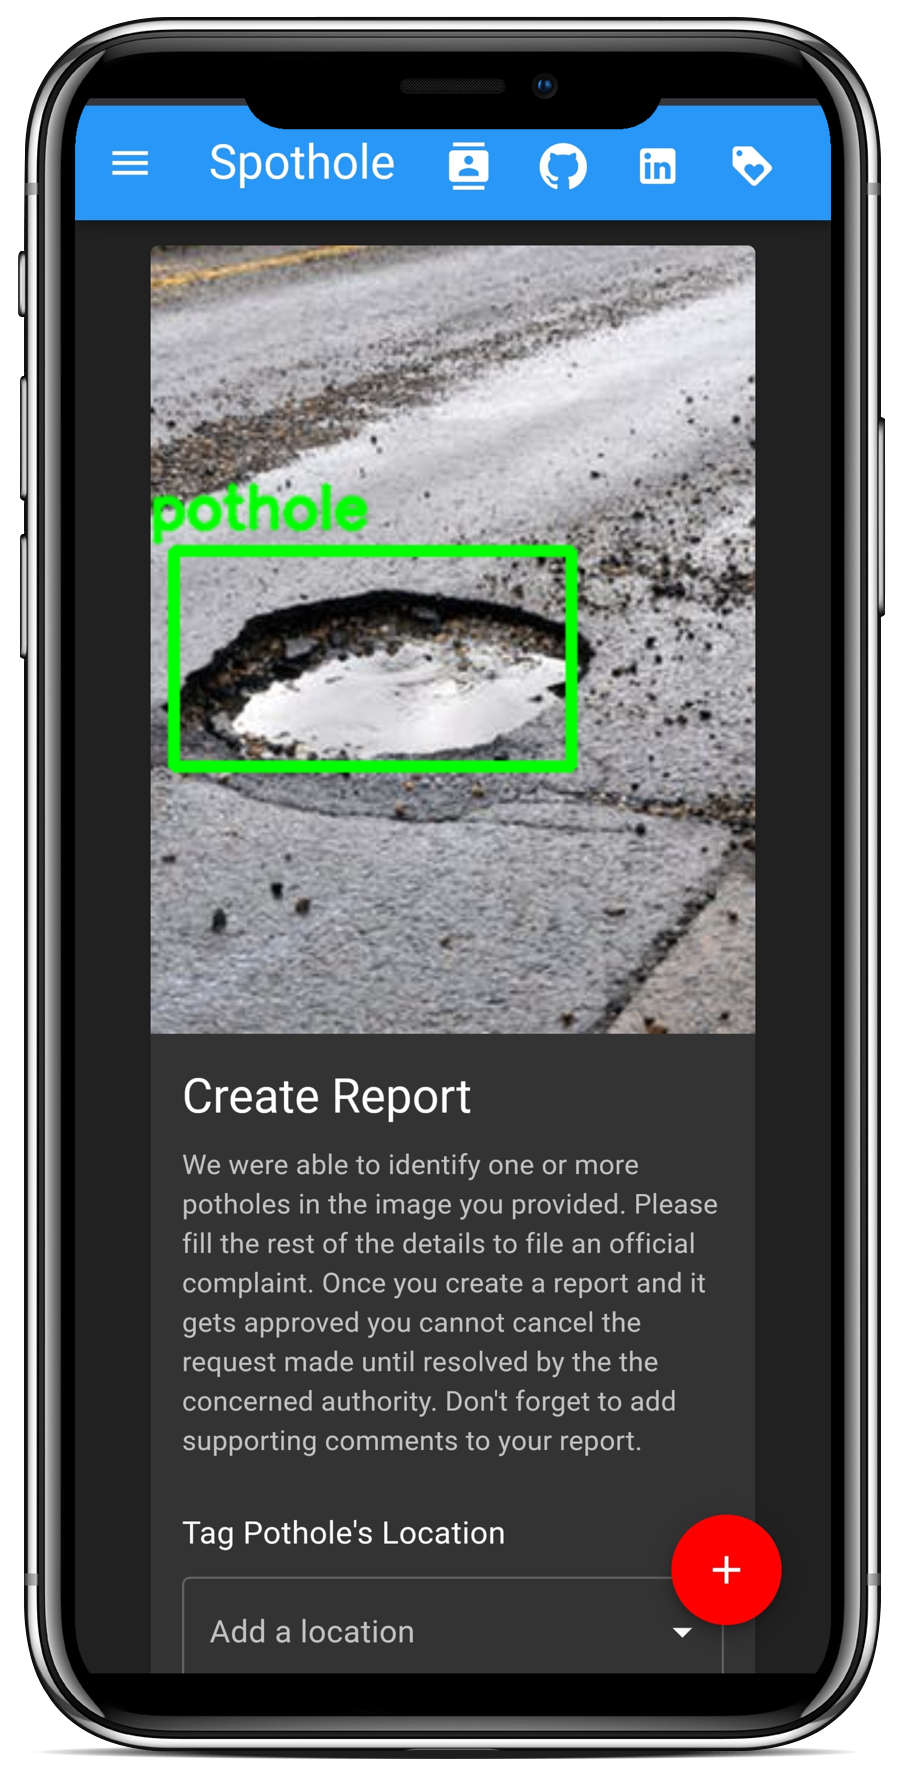 Spothole
in
pothole
Create Report
We were able to identify one or more
potholes in the image you provided. Please
fill the rest of the details to file an official
complaint. Once you create a report and it
gets approved you cannot cancel the
request made until resolved by the the
concerned authority. Don't forget to add
supporting comments to your report.
Tag Pothole's Location
Add a location